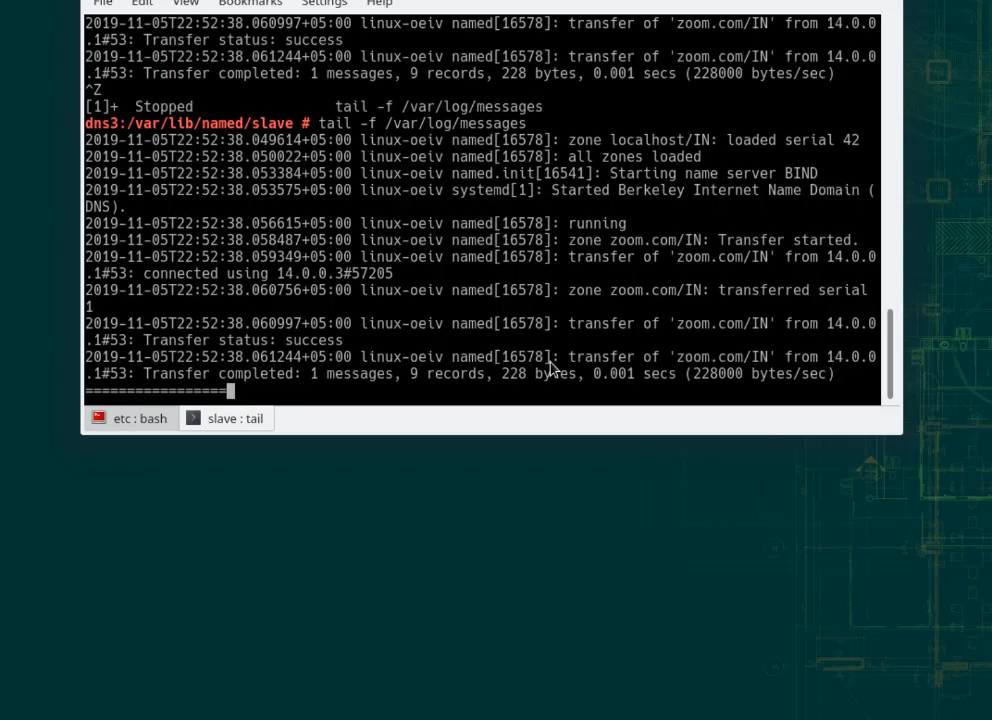 File Edit View Bookmarks Settings Help
2019-11-05T22:52:38.060997+05:00 linux-oeiv named[16578]: transfer of 'zoom.com/IN' from 14.0.0
.1#53: Transfer status: success
2019-11-05T22:52:38.061244+05:00 linux-oeiv named[16578]: transfer of 'zoom.com/IN' from 14.0.0
.1#53: Transfer completed: 1 messages, 9 records, 228 bytes, 0.001 secs (228000 bytes/sec)
^Z
[1]+  Stopped                 tail -f /var/log/messages
dns3:/var/lib/named/slave # tail -f /var/log/messages
2019-11-05T22:52:38.049614+05:00 linux-oeiv named[16578]: zone localhost/IN: loaded serial 42
2019-11-05T22:52:38.050022+05:00 linux-oeiv named[16578]: all zones loaded
2019-11-05T22:52:38.053384+05:00 linux-oeiv named.init[16541]: Starting name server BIND
2019-11-05T22:52:38.053575+05:00 linux-oeiv systemd[1]: Started Berkeley Internet Name Domain (
DNS).
2019-11-05T22:52:38.056615+05:00 linux-oeiv named[16578]: running
2019-11-05T22:52:38.058487+05:00 linux-oeiv named[16578]: zone zoom.com/IN: Transfer started.
2019-11-05T22:52:38.059349+05:00 linux-oeiv named[16578]: transfer of 'zoom.com/IN' from 14.0.0
.1#53: connected using 14.0.0.3#57205
2019-11-05T22:52:38.060756+05:00 linux-oeiv named[16578]: zone zoom.com/IN: transferred serial
1
2019-11-05T22:52:38.060997+05:00 linux-oeiv named[16578]: transfer of 'zoom.com/IN' from 14.0.0
.1#53: Transfer status: success
2019-11-05T22:52:38.061244+05:00 linux-oeiv named[16578]: transfer of 'zoom.com/IN' from 14.0.0
.1#53: Transfer completed: 1 messages, 9 records, 228 bytes, 0.001 secs (228000 bytes/sec)
=================
etc : bash slave : tail